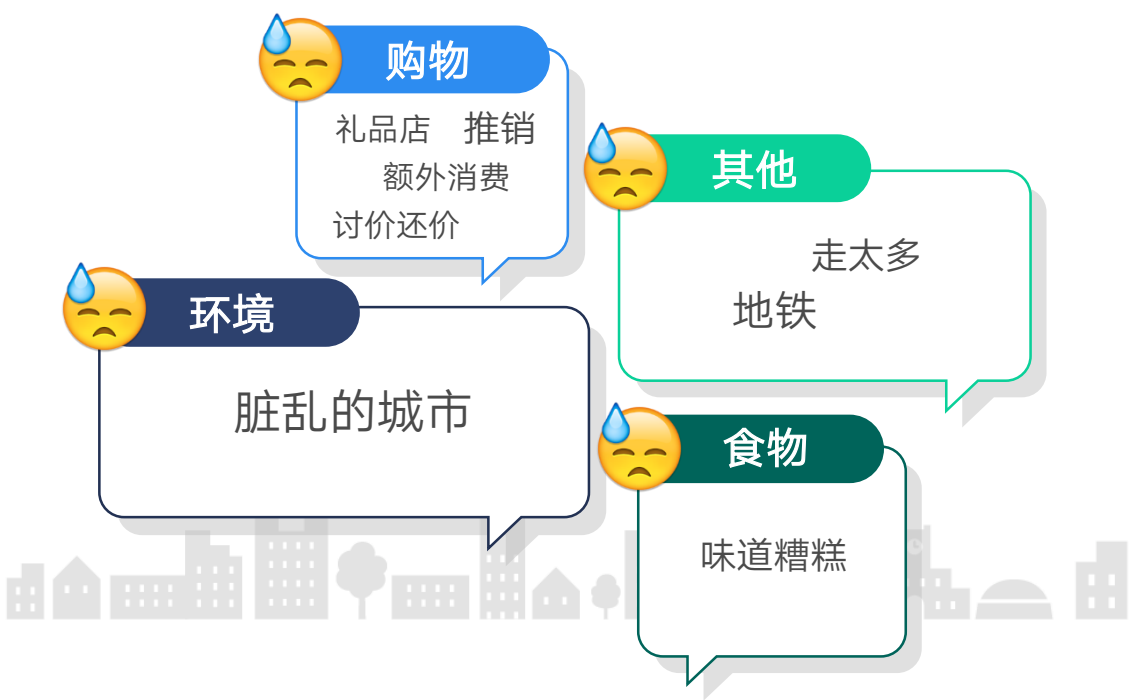 购物
礼品店 推销
额外消费
讨价还价
其他
走太多
地铁
环境
脏乱的城市
食物
味道糟糕